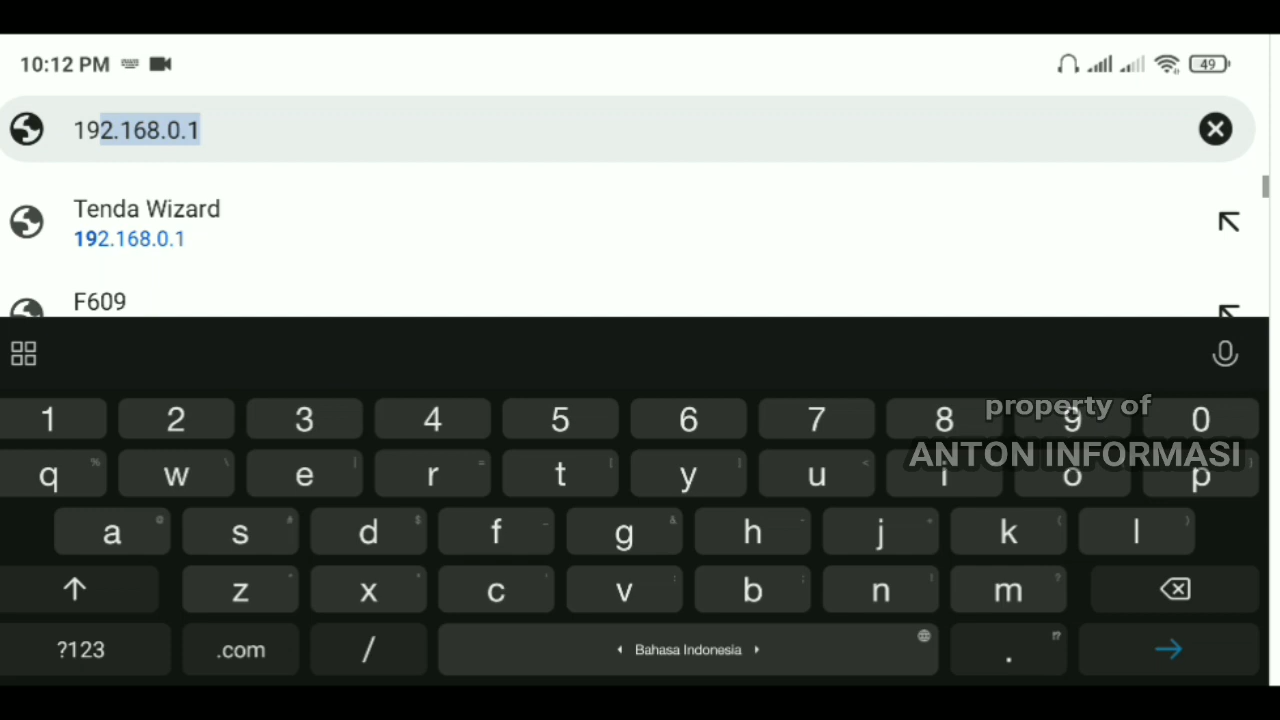 10:12 PM
49
192.168.0.1
Tenda Wizard
192.168.0.1
F609
1 2 3 4 5 6 7 8 9 0
property of
ANTON INFORMASI
q w e r t y u i o p
a s d f g h j k l
z x c v b n m
?123 .com / Bahasa Indonesia .